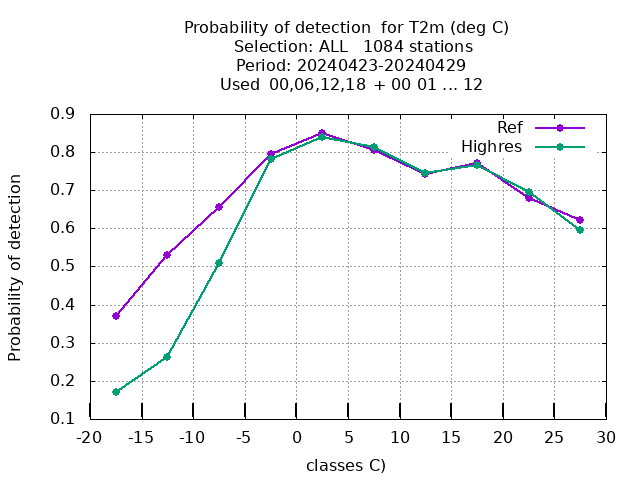 Probability of detection  for T2m (deg C)
Selection: ALL   1084 stations
Period: 20240423-20240429
Used  00,06,12,18  + 00 01 ... 12
Ref
Highres
Probability of detection
0.9
0.8
0.7
0.6
0.5
0.4
0.3
0.2
0.1
-20 -15 -10 -5 0 5 10 15 20 25 30
classes C)